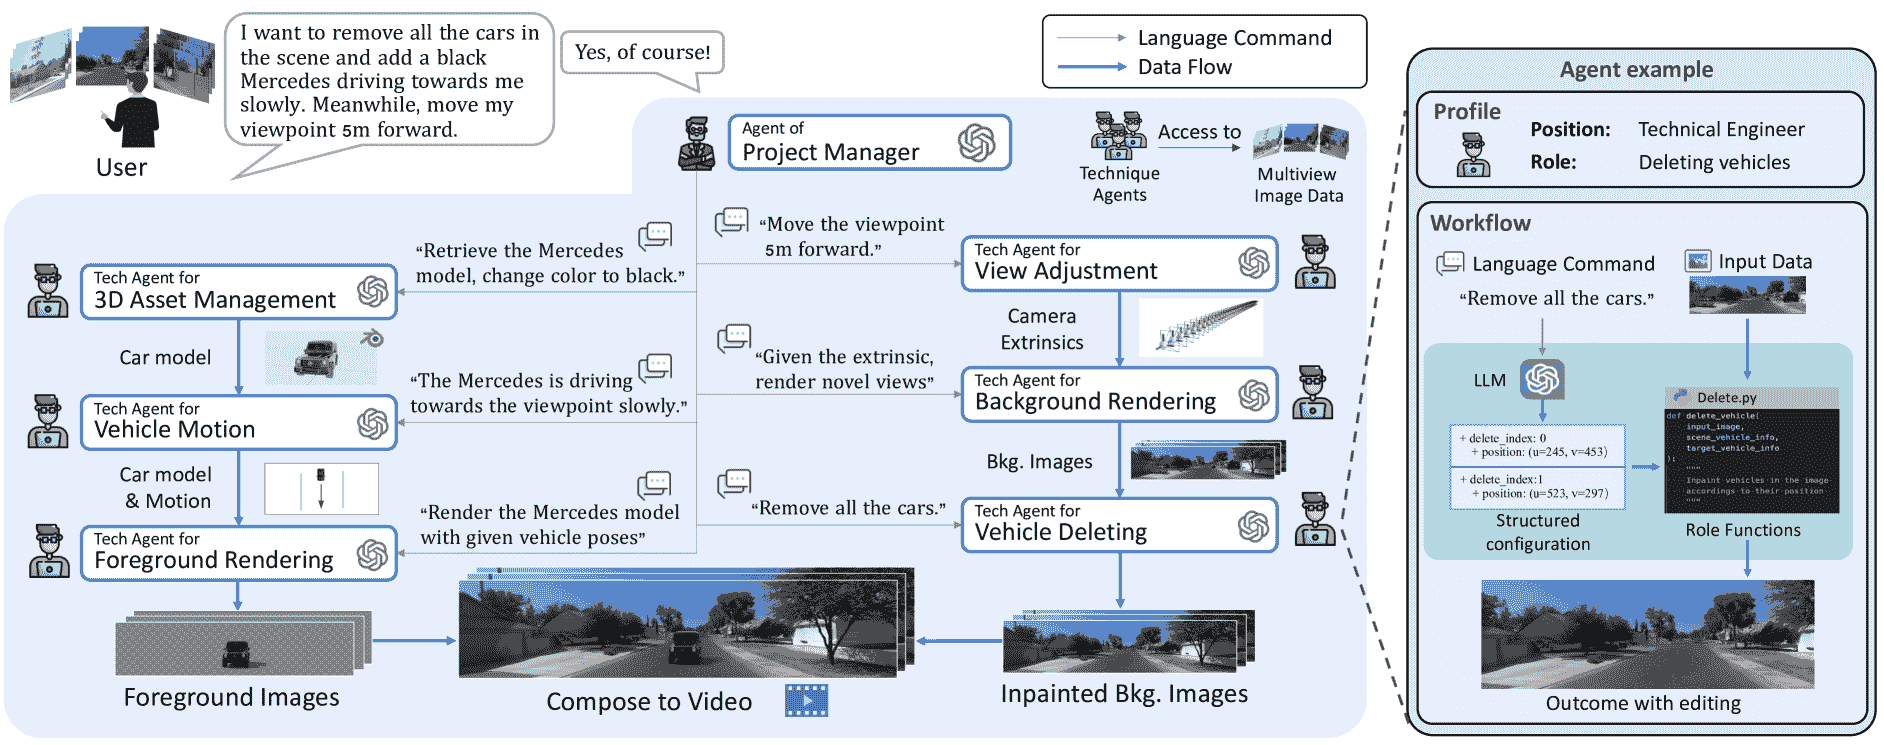 I want to remove all the cars in
the scene and add a black
Mercedes driving towards me
slowly. Meanwhile, move my
viewpoint 5m forward.
Yes, of course!
User
Language Command
Data Flow
Agent of
Project Manager
Technique
Agents
Access to
Multiview
Image Data
“Retrieve the Mercedes
model, change color to black.”
“Move the viewpoint
5m forward.”
Tech Agent for
3D Asset Management
Tech Agent for
View Adjustment
Car model
Camera
Extrinsics
“The Mercedes is driving
towards the viewpoint slowly.”
“Given the extrinsic,
render novel views”
Tech Agent for
Vehicle Motion
Tech Agent for
Background Rendering
Car model
& Motion
Bkg. Images
“Render the Mercedes model
with given vehicle poses”
“Remove all the cars.”
Tech Agent for
Foreground Rendering
Tech Agent for
Vehicle Deleting
Foreground Images
Compose to Video
Inpainted Bkg. Images
Agent example
Profile
Position: Technical Engineer
Role: Deleting vehicles
Workflow
Language Command
“Remove all the cars.”
Input Data
LLM
+ delete_index: 0
+ position: (u=245, v=453)
+ delete_index:1
+ position: (u=523, v=297)
Structured
configuration
Delete.py
def delete_vehicle(
input_image,
scene_vehicle_info,
target_vehicle_info
):
"""
Inpaint vehicles in the image
accordings to their position
"""
Role Functions
Outcome with editing